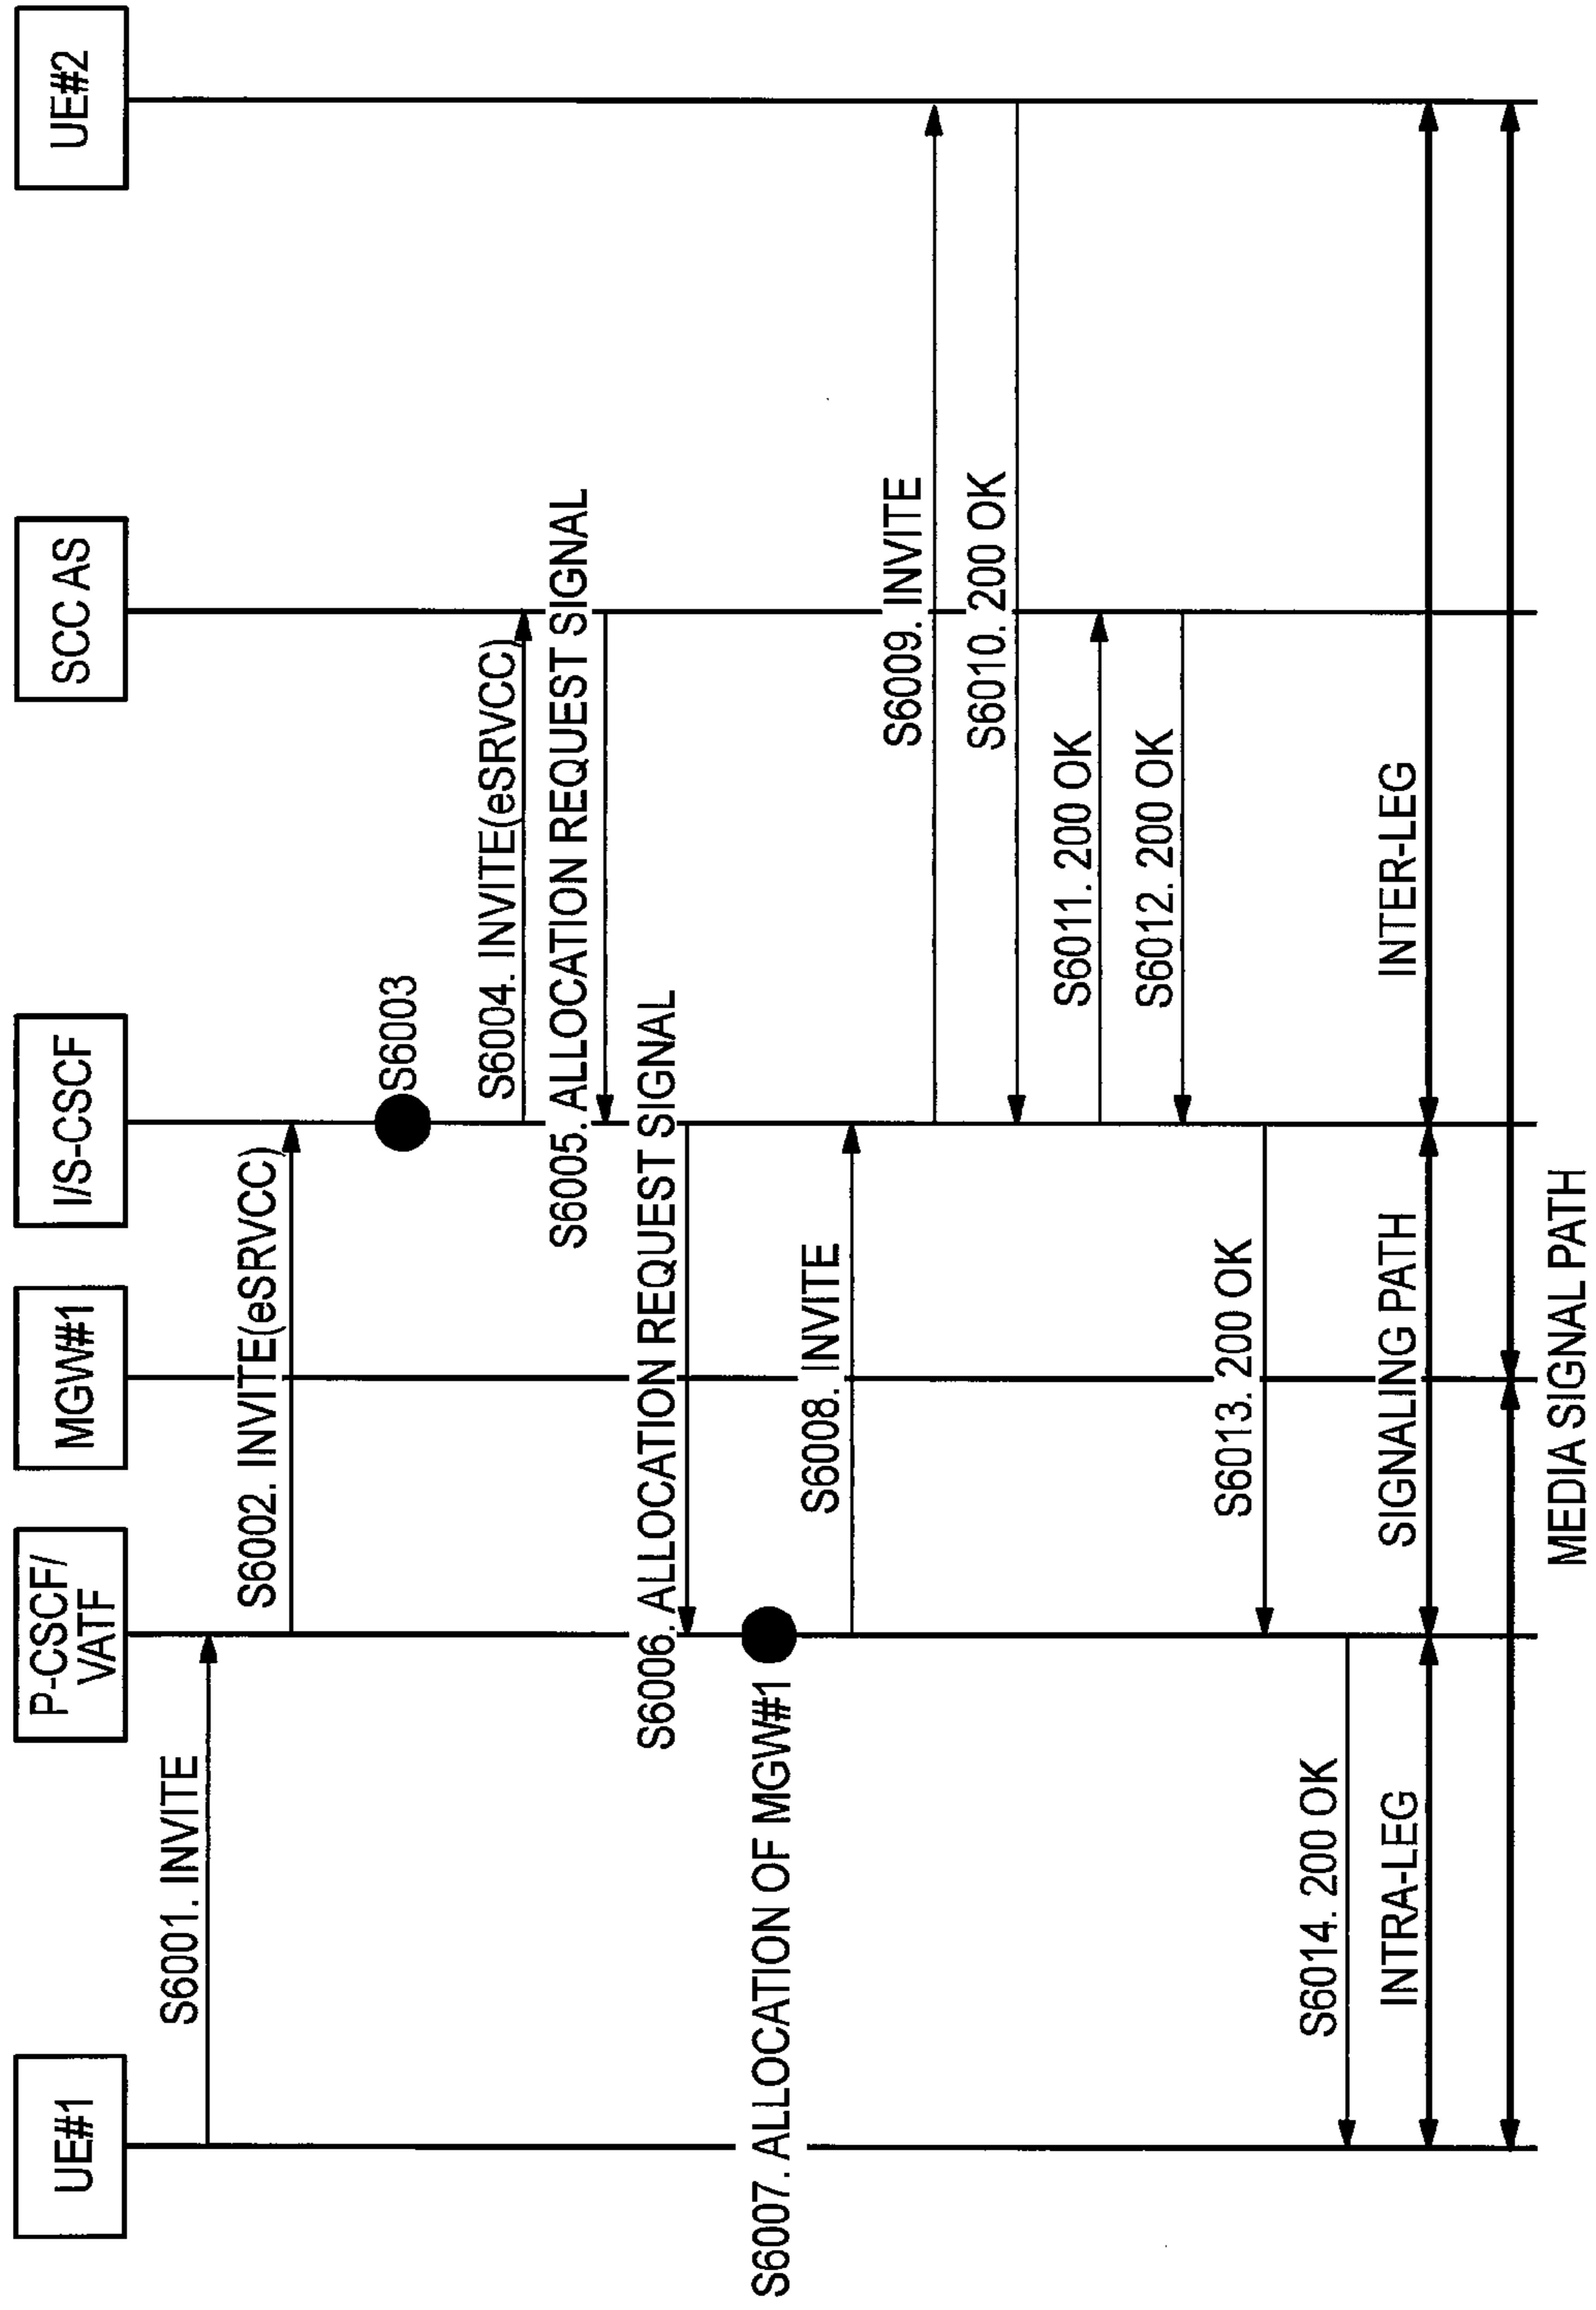 UE#1
P-CSCF/
VATF
MGW#1
I/S-CSCF
SCC AS
UE#2
S6001. INVITE
S6002. INVITE(eSRVCC)
S6003
S6004. INVITE(eSRVCC)
S6005. ALLOCATION REQUEST SIGNAL
S6006. ALLOCATION REQUEST SIGNAL
S6007. ALLOCATION OF MGW#1
S6008. INVITE
S6009. INVITE
S6010. 200 OK
S6011. 200 OK
S6012. 200 OK
S6013. 200 OK
S6014. 200 OK
INTRA-LEG
SIGNALING PATH
INTER-LEG
MEDIA SIGNAL PATH